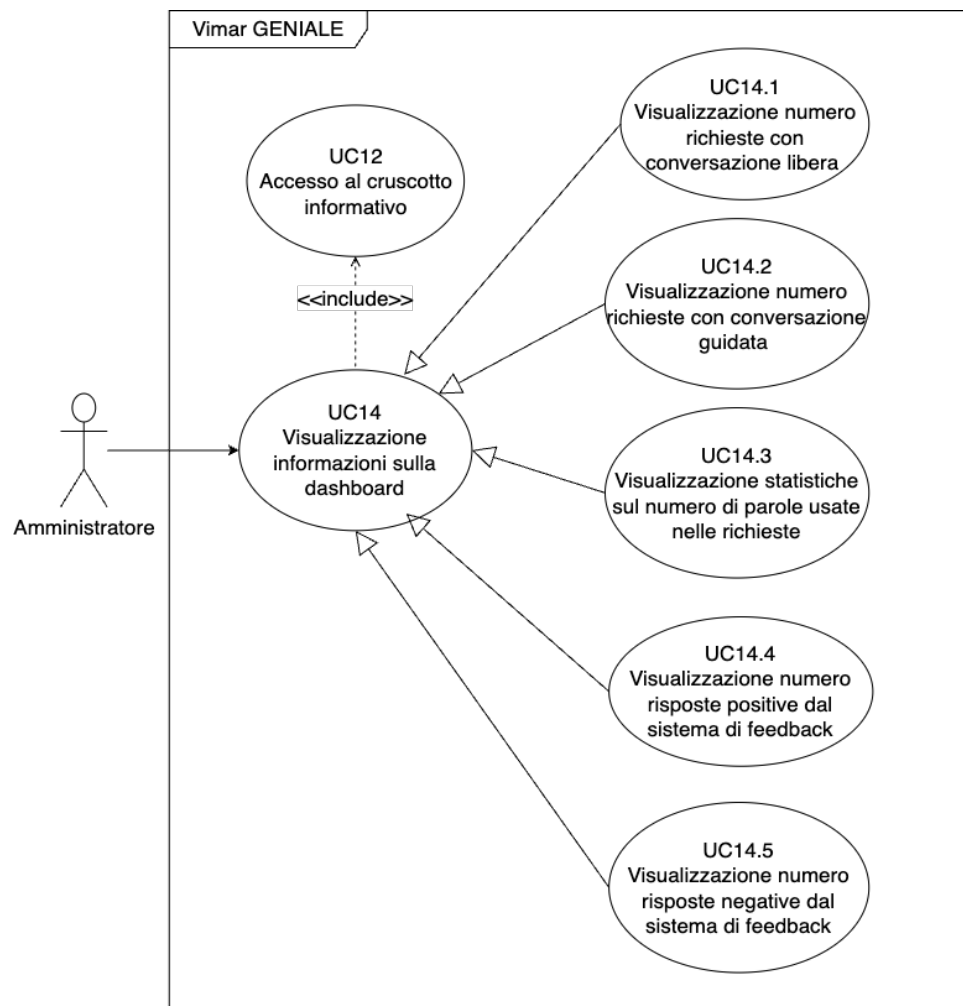 Vimar GENIALE
UC14.1
Visualizzazione numero
richieste con
conversazione libera
UC12
Accesso al cruscotto
informativo
<<include>>
UC14.2
Visualizzazione numero
richieste con conversazione
guidata
UC14
Visualizzazione
informazioni sulla
dashboard
Amministratore
UC14.3
Visualizzazione statistiche
sul numero di parole usate
nelle richieste
UC14.4
Visualizzazione numero
risposte positive dal
sistema di feedback
UC14.5
Visualizzazione numero
risposte negative dal
sistema di feedback